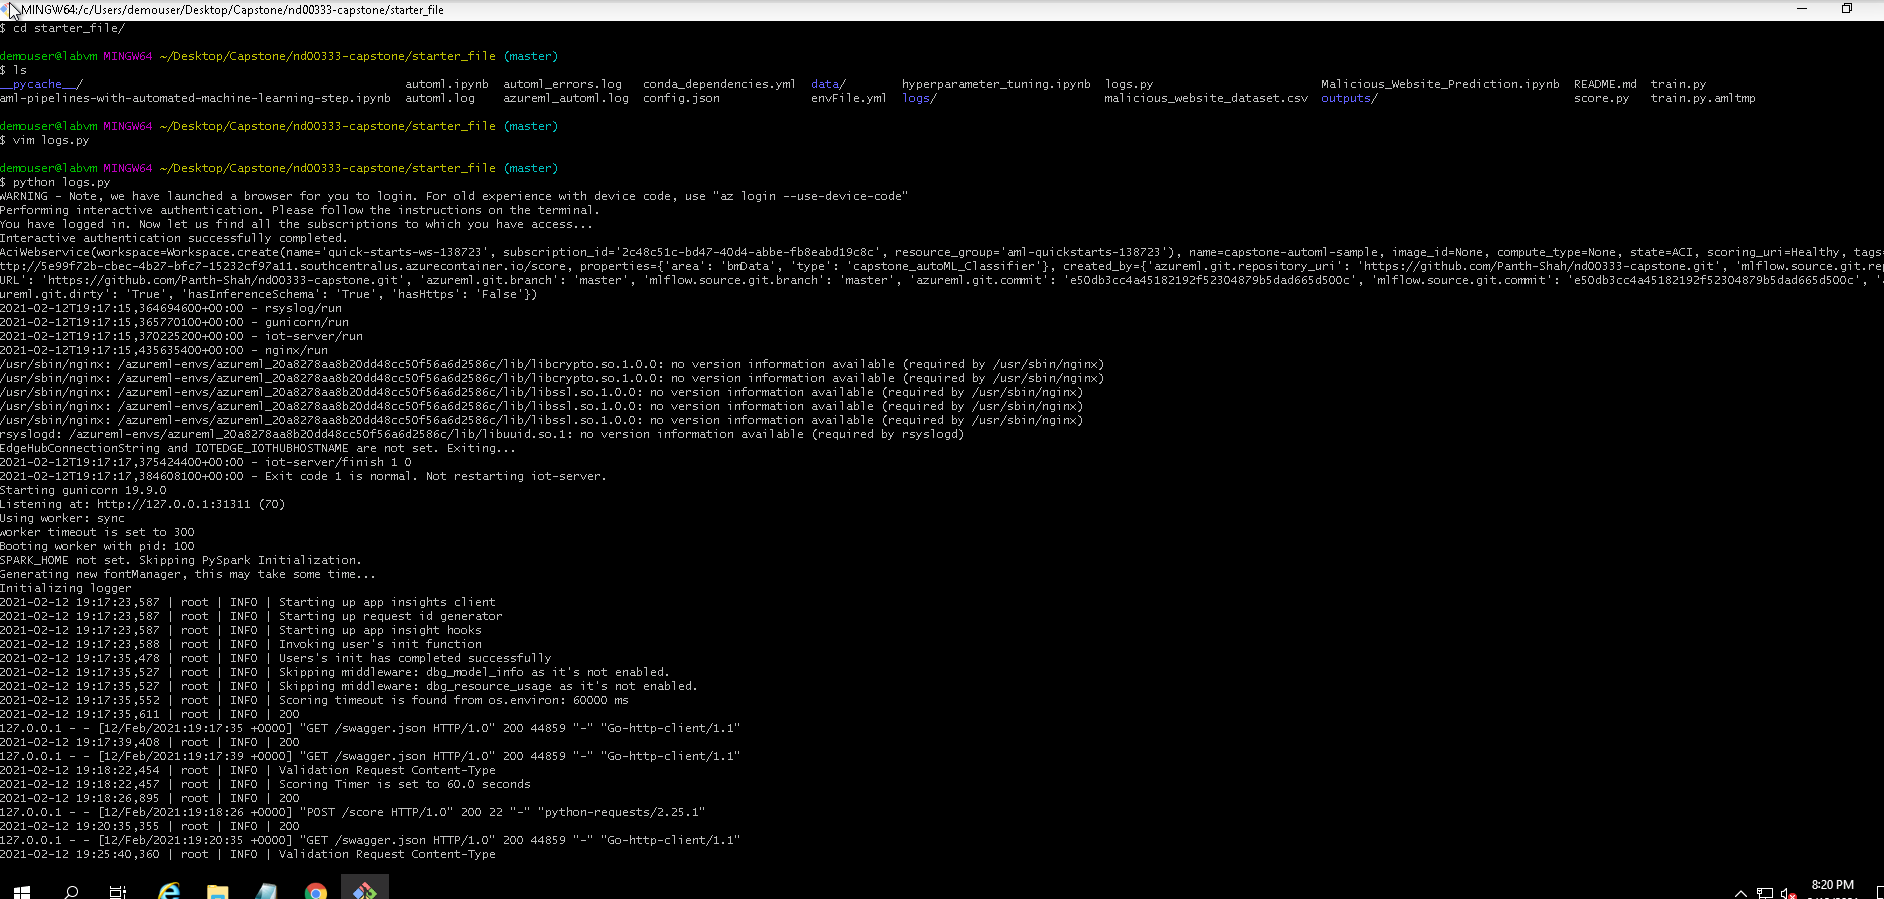 MINGW64:/c/Users/demouser/Desktop/Capstone/nd00333-capstone/starter_file
$ cd starter_file/
demouser@labvm MINGW64 ~/Desktop/Capstone/nd00333-capstone/starter_file (master)
$ ls
__pycache__/ automl.ipynb automl_errors.log conda_dependencies.yml data/ hyperparameter_tuning.ipynb logs.py Malicious_Website_Prediction.ipynb README.md train.py
aml-pipelines-with-automated-machine-learning-step.ipynb automl.log azureml_automl.log config.json envFile.yml logs/ malicious_website_dataset.csv outputs/ score.py train.py.amltmp
demouser@labvm MINGW64 ~/Desktop/Capstone/nd00333-capstone/starter_file (master)
$ vim logs.py
demouser@labvm MINGW64 ~/Desktop/Capstone/nd00333-capstone/starter_file (master)
$ python logs.py
WARNING - Note, we have launched a browser for you to login. For old experience with device code, use "az login --use-device-code"
Performing interactive authentication. Please follow the instructions on the terminal.
You have logged in. Now let us find all the subscriptions to which you have access...
Interactive authentication successfully completed.
AciWebservice(workspace=Workspace.create(name='quick-starts-ws-138723', subscription_id='2c48c51c-bd47-40d4-abbe-fb8eabd19c8c', resource_group='aml-quickstarts-138723'), name=capstone-automl-sample, image_id=None, compute_type=None, state=ACI, scoring_uri=Healthy, tags=
ttp://5e99f72b-cbec-4b27-bfc7-15232cf97a11.southcentralus.azurecontainer.io/score, properties={'area': 'bmData', 'type': 'capstone_autoML_Classifier'}, created_by={'azureml.git.repository_uri': 'https://github.com/Panth-Shah/nd00333-capstone.git', 'mlflow.source.git.rep
URL': 'https://github.com/Panth-Shah/nd00333-capstone.git', 'azureml.git.branch': 'master', 'mlflow.source.git.branch': 'master', 'azureml.git.commit': 'e50db3cc4a45182192f52304879b5dad665d500c', 'mlflow.source.git.commit': 'e50db3cc4a45182192f52304879b5dad665d500c', '
ureml.git.dirty': 'True', 'hasInferenceSchema': 'True', 'hasHttps': 'False'})
2021-02-12T19:17:15,364694600+00:00 - rsyslog/run
2021-02-12T19:17:15,365770100+00:00 - gunicorn/run
2021-02-12T19:17:15,370225200+00:00 - iot-server/run
2021-02-12T19:17:15,435635400+00:00 - nginx/run
/usr/sbin/nginx: /azureml-envs/azureml_20a8278aa8b20dd48cc50f56a6d2586c/lib/libcrypto.so.1.0.0: no version information available (required by /usr/sbin/nginx)
/usr/sbin/nginx: /azureml-envs/azureml_20a8278aa8b20dd48cc50f56a6d2586c/lib/libcrypto.so.1.0.0: no version information available (required by /usr/sbin/nginx)
/usr/sbin/nginx: /azureml-envs/azureml_20a8278aa8b20dd48cc50f56a6d2586c/lib/libssl.so.1.0.0: no version information available (required by /usr/sbin/nginx)
/usr/sbin/nginx: /azureml-envs/azureml_20a8278aa8b20dd48cc50f56a6d2586c/lib/libssl.so.1.0.0: no version information available (required by /usr/sbin/nginx)
/usr/sbin/nginx: /azureml-envs/azureml_20a8278aa8b20dd48cc50f56a6d2586c/lib/libssl.so.1.0.0: no version information available (required by /usr/sbin/nginx)
rsyslogd: /azureml-envs/azureml_20a8278aa8b20dd48cc50f56a6d2586c/lib/libuuid.so.1: no version information available (required by rsyslogd)
EdgeHubConnectionString and IOTEDGE_IOTHUBHOSTNAME are not set. Exiting...
2021-02-12T19:17:17,375424400+00:00 - iot-server/finish 1 0
2021-02-12T19:17:17,384608100+00:00 - Exit code 1 is normal. Not restarting iot-server.
Starting gunicorn 19.9.0
Listening at: http://127.0.0.1:31311 (70)
Using worker: sync
worker timeout is set to 300
Booting worker with pid: 100
SPARK_HOME not set. Skipping PySpark Initialization.
Generating new fontManager, this may take some time...
Initializing logger
2021-02-12 19:17:23,587 | root | INFO | Starting up app insights client
2021-02-12 19:17:23,587 | root | INFO | Starting up request id generator
2021-02-12 19:17:23,587 | root | INFO | Starting up app insight hooks
2021-02-12 19:17:23,588 | root | INFO | Invoking user's init function
2021-02-12 19:17:35,478 | root | INFO | Users's init has completed successfully
2021-02-12 19:17:35,527 | root | INFO | Skipping middleware: dbg_model_info as it's not enabled.
2021-02-12 19:17:35,527 | root | INFO | Skipping middleware: dbg_resource_usage as it's not enabled.
2021-02-12 19:17:35,552 | root | INFO | Scoring timeout is found from os.environ: 60000 ms
2021-02-12 19:17:35,611 | root | INFO | 200
127.0.0.1 - - [12/Feb/2021:19:17:35 +0000] "GET /swagger.json HTTP/1.0" 200 44859 "-" "Go-http-client/1.1"
2021-02-12 19:17:39,408 | root | INFO | 200
127.0.0.1 - - [12/Feb/2021:19:17:39 +0000] "GET /swagger.json HTTP/1.0" 200 44859 "-" "Go-http-client/1.1"
2021-02-12 19:18:22,454 | root | INFO | Validation Request Content-Type
2021-02-12 19:18:22,457 | root | INFO | Scoring Timer is set to 60.0 seconds
2021-02-12 19:18:26,895 | root | INFO | 200
127.0.0.1 - - [12/Feb/2021:19:18:26 +0000] "POST /score HTTP/1.0" 200 22 "-" "python-requests/2.25.1"
2021-02-12 19:20:35,355 | root | INFO | 200
127.0.0.1 - - [12/Feb/2021:19:20:35 +0000] "GET /swagger.json HTTP/1.0" 200 44859 "-" "Go-http-client/1.1"
2021-02-12 19:25:40,360 | root | INFO | Validation Request Content-Type
8:20 PM